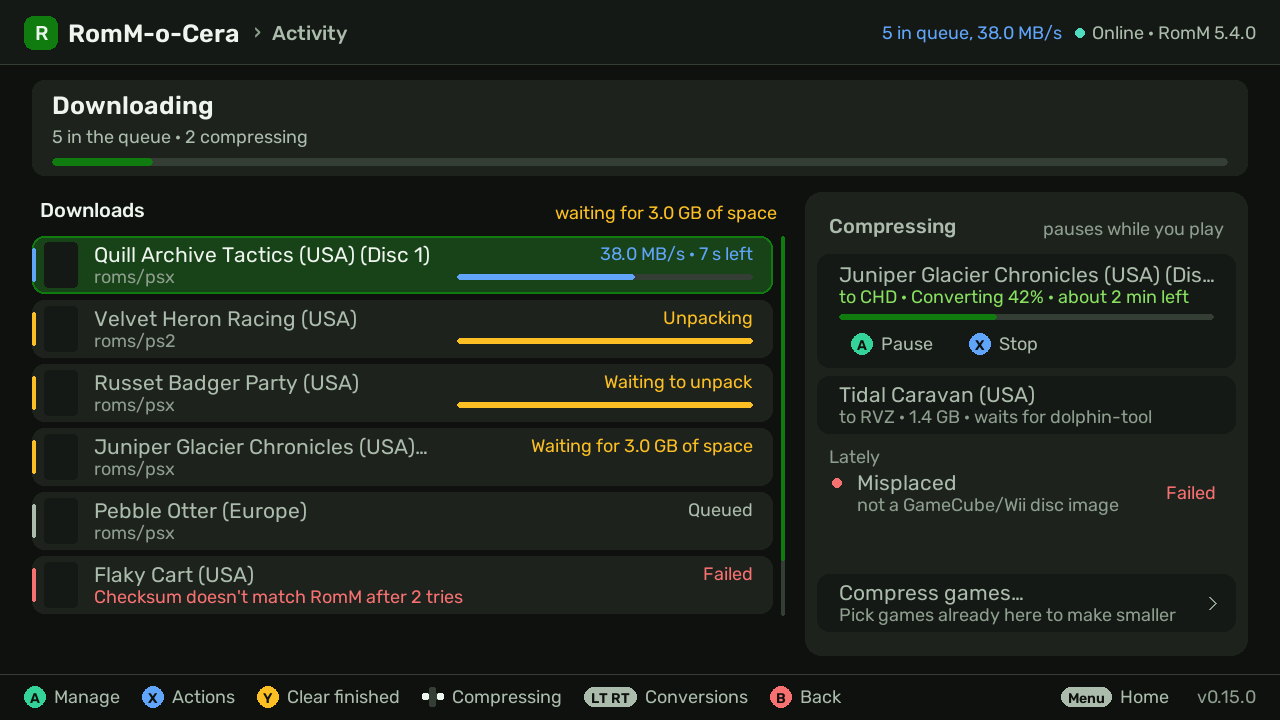 R RomM-o-Cera › Activity
5 in queue, 38.0 MB/s ● Online • RomM 5.4.0
Downloading
5 in the queue • 2 compressing
Downloads
waiting for 3.0 GB of space
Quill Archive Tactics (USA) (Disc 1)
38.0 MB/s • 7 s left
roms/psx
Velvet Heron Racing (USA)
Unpacking
roms/ps2
Russet Badger Party (USA)
Waiting to unpack
roms/psx
Juniper Glacier Chronicles (USA)…
Waiting for 3.0 GB of space
roms/psx
Pebble Otter (Europe)
Queued
roms/psx
Flaky Cart (USA)
Failed
Checksum doesn't match RomM after 2 tries
Compressing
pauses while you play
Juniper Glacier Chronicles (USA) (Dis…
to CHD • Converting 42% • about 2 min left
A Pause X Stop
Tidal Caravan (USA)
to RVZ • 1.4 GB • waits for dolphin-tool
Lately
Misplaced
Failed
not a GameCube/Wii disc image
Compress games…
Pick games already here to make smaller
A Manage X Actions Y Clear finished Compressing LT RT Conversions B Back
Menu Home v0.15.0